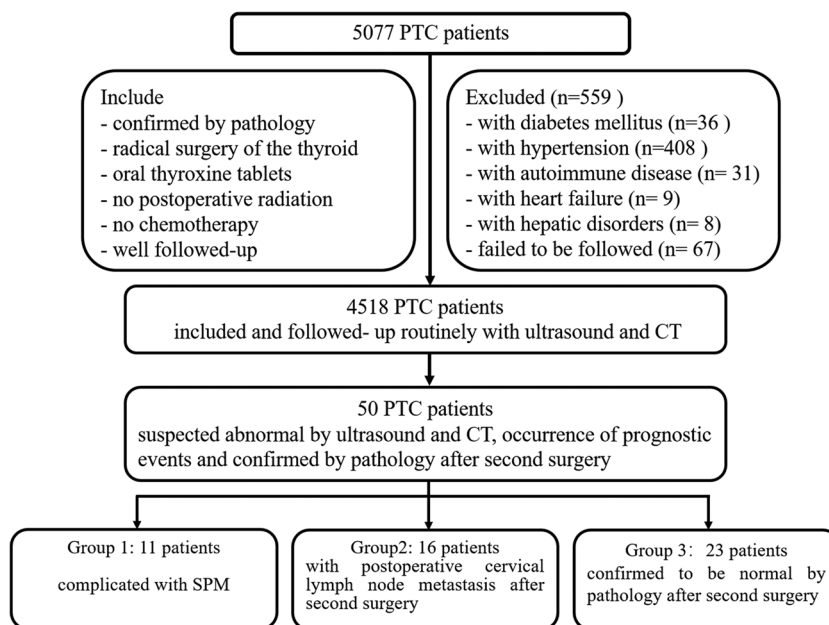 5077 PTC patients
Include
- confirmed by pathology
- radical surgery of the thyroid
- oral thyroxine tablets
- no postoperative radiation
- no chemotherapy
- well followed-up
Excluded (n=559 )
- with diabetes mellitus (n=36 )
- with hypertension (n=408 )
- with autoimmune disease (n= 31)
- with heart failure (n= 9)
- with hepatic disorders (n= 8)
- failed to be followed (n= 67)
4518 PTC patients
included and followed- up routinely with ultrasound and CT
50 PTC patients
suspected abnormal by ultrasound and CT, occurrence of prognostic
events and confirmed by pathology after second surgery
Group 1: 11 patients
complicated with SPM
Group2: 16 patients
with postoperative cervical
lymph node metastasis after
second surgery
Group 3: 23 patients
confirmed to be normal by
pathology after second surgery